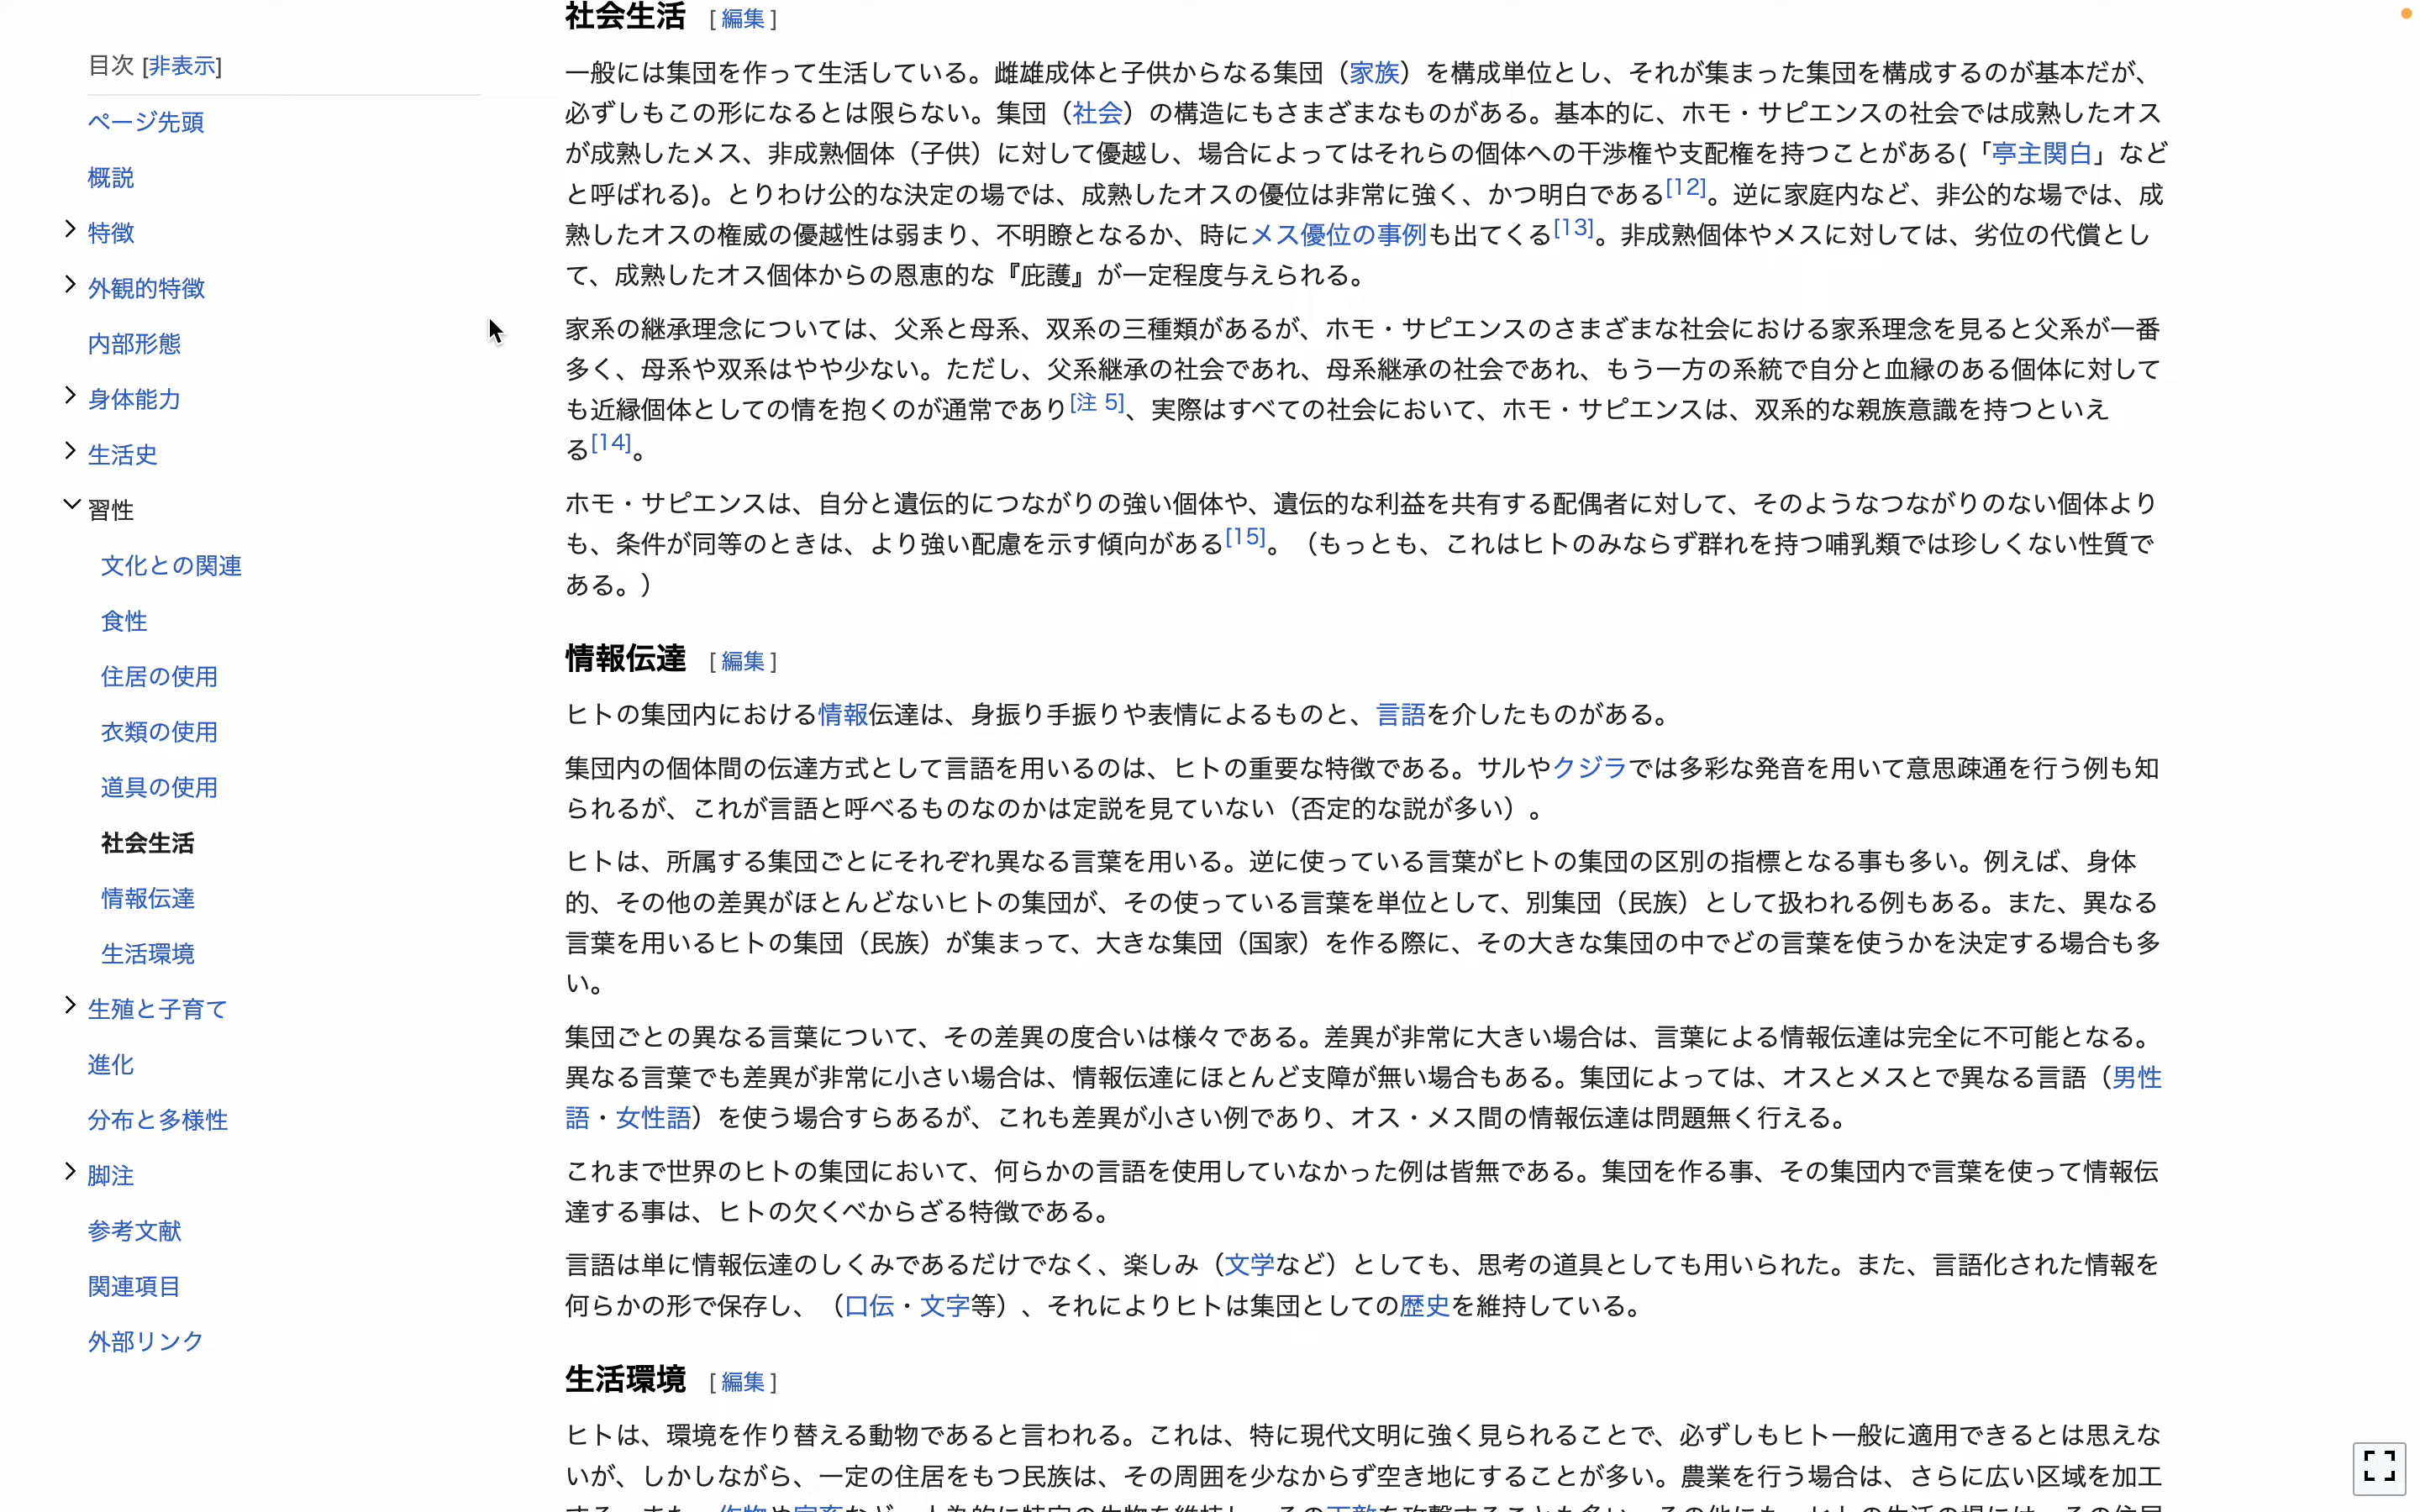 目次 [非表示]
ページ先頭
概説
特徴
外観的特徴
内部形態
身体能力
生活史
習性
文化との関連
食性
住居の使用
衣類の使用
道具の使用
社会生活
情報伝達
生活環境
生殖と子育て
進化
分布と多様性
脚注
参考文献
関連項目
外部リンク
社会生活 [ 編集 ]
一般には集団を作って生活している。雌雄成体と子供からなる集団（家族）を構成単位とし、それが集まった集団を構成するのが基本だが、
必ずしもこの形になるとは限らない。集団（社会）の構造にもさまざまなものがある。基本的に、ホモ・サピエンスの社会では成熟したオス
が成熟したメス、非成熟個体（子供）に対して優越し、場合によってはそれらの個体への干渉権や支配権を持つことがある(「亭主関白」など
と呼ばれる)。とりわけ公的な決定の場では、成熟したオスの優位は非常に強く、かつ明白である[12]。逆に家庭内など、非公的な場では、成
熟したオスの権威の優越性は弱まり、不明瞭となるか、時にメス優位の事例も出てくる[13]。非成熟個体やメスに対しては、劣位の代償とし
て、成熟したオス個体からの恩恵的な『庇護』が一定程度与えられる。
家系の継承理念については、父系と母系、双系の三種類があるが、ホモ・サピエンスのさまざまな社会における家系理念を見ると父系が一番
多く、母系や双系はやや少ない。ただし、父系継承の社会であれ、母系継承の社会であれ、もう一方の系統で自分と血縁のある個体に対して
も近縁個体としての情を抱くのが通常であり[注 5]、実際はすべての社会において、ホモ・サピエンスは、双系的な親族意識を持つといえ
る[14]。
ホモ・サピエンスは、自分と遺伝的につながりの強い個体や、遺伝的な利益を共有する配偶者に対して、そのようなつながりのない個体より
も、条件が同等のときは、より強い配慮を示す傾向がある[15]。（もっとも、これはヒトのみならず群れを持つ哺乳類では珍しくない性質で
ある。）
情報伝達 [ 編集 ]
ヒトの集団内における情報伝達は、身振り手振りや表情によるものと、言語を介したものがある。
集団内の個体間の伝達方式として言語を用いるのは、ヒトの重要な特徴である。サルやクジラでは多彩な発音を用いて意思疎通を行う例も知
られるが、これが言語と呼べるものなのかは定説を見ていない（否定的な説が多い）。
ヒトは、所属する集団ごとにそれぞれ異なる言葉を用いる。逆に使っている言葉がヒトの集団の区別の指標となる事も多い。例えば、身体
的、その他の差異がほとんどないヒトの集団が、その使っている言葉を単位として、別集団（民族）として扱われる例もある。また、異なる
言葉を用いるヒトの集団（民族）が集まって、大きな集団（国家）を作る際に、その大きな集団の中でどの言葉を使うかを決定する場合も多
い。
集団ごとの異なる言葉について、その差異の度合いは様々である。差異が非常に大きい場合は、言葉による情報伝達は完全に不可能となる。
異なる言葉でも差異が非常に小さい場合は、情報伝達にほとんど支障が無い場合もある。集団によっては、オスとメスとで異なる言語（男性
語・女性語）を使う場合すらあるが、これも差異が小さい例であり、オス・メス間の情報伝達は問題無く行える。
これまで世界のヒトの集団において、何らかの言語を使用していなかった例は皆無である。集団を作る事、その集団内で言葉を使って情報伝
達する事は、ヒトの欠くべからざる特徴である。
言語は単に情報伝達のしくみであるだけでなく、楽しみ（文学など）としても、思考の道具としても用いられた。また、言語化された情報を
何らかの形で保存し、（口伝・文字等）、それによりヒトは集団としての歴史を維持している。
生活環境 [ 編集 ]
ヒトは、環境を作り替える動物であると言われる。これは、特に現代文明に強く見られることで、必ずしもヒト一般に適用できるとは思えな
いが、しかしながら、一定の住居をもつ民族は、その周囲を少なからず空き地にすることが多い。農業を行う場合は、さらに広い区域を加工